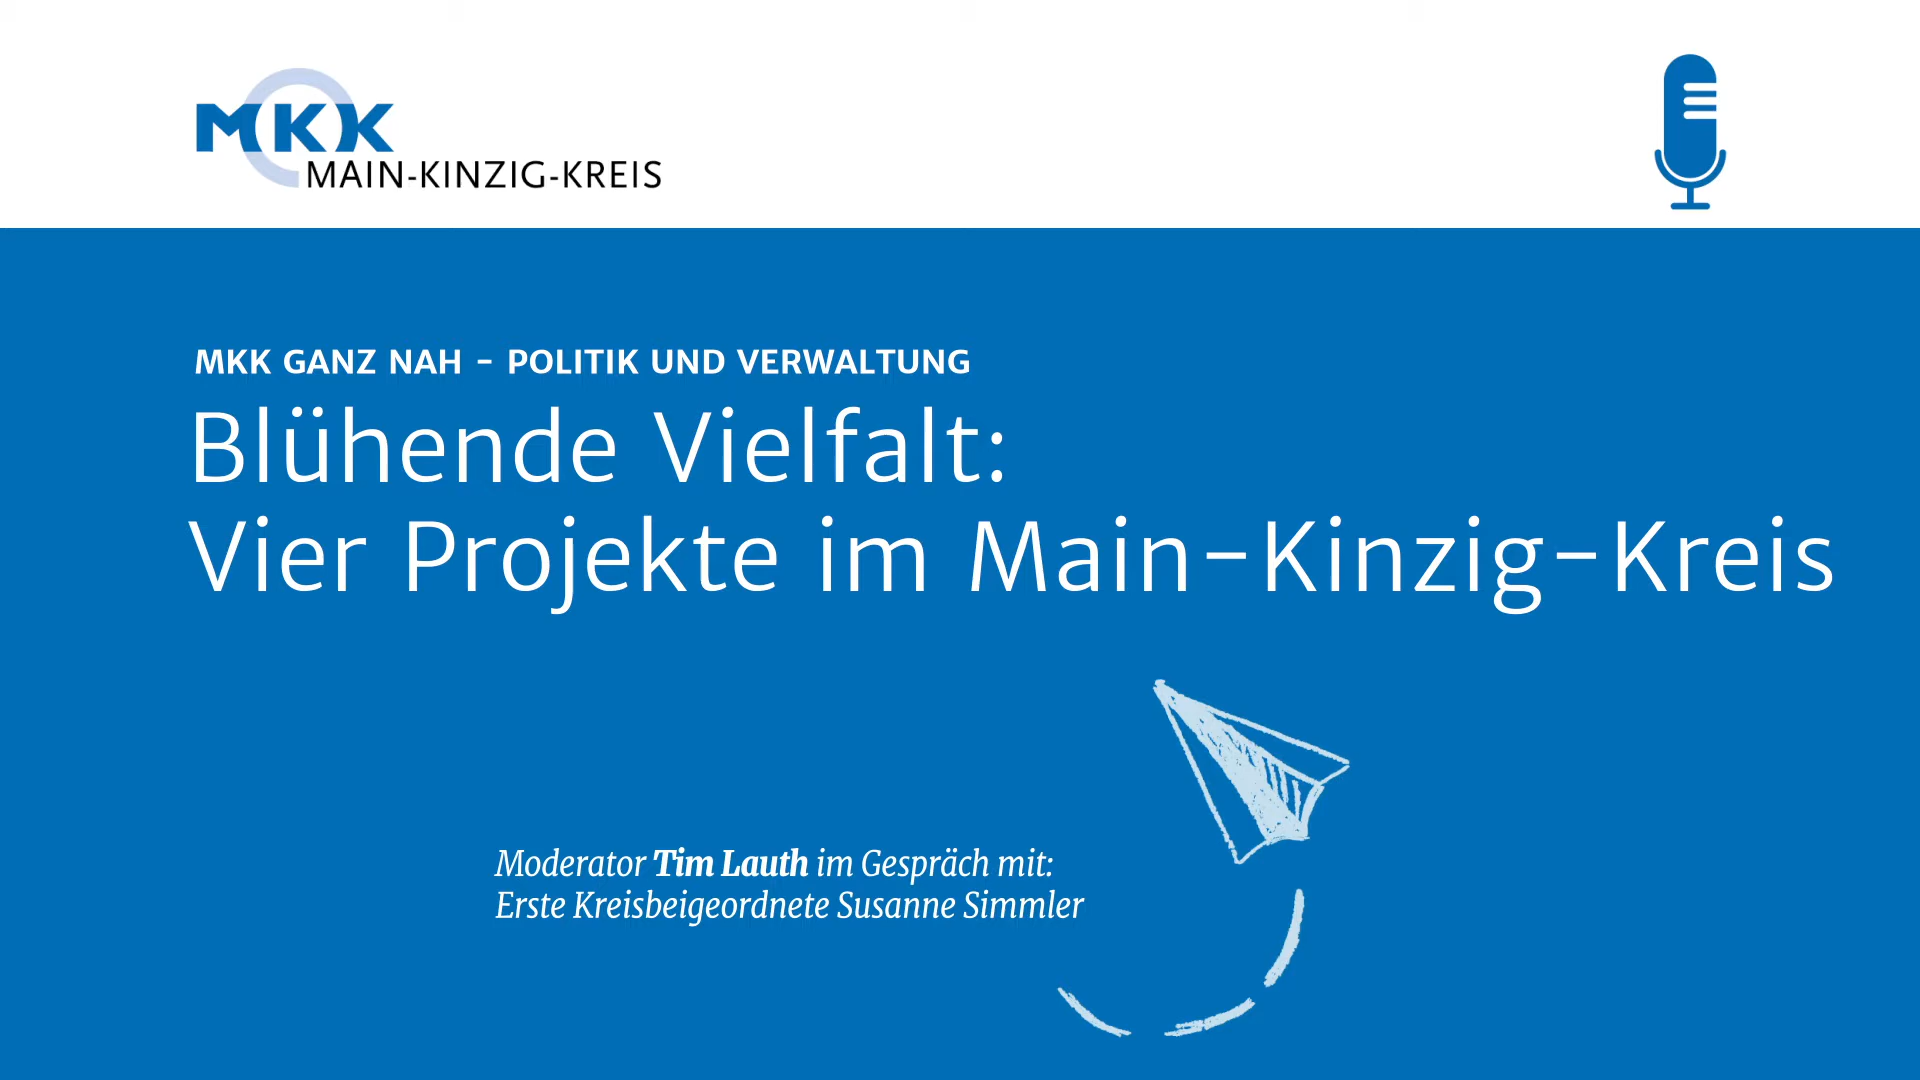 MKK
MAIN-KINZIG-KREIS
MKK GANZ NAH – POLITIK UND VERWALTUNG
Blühende Vielfalt:
Vier Projekte im Main-Kinzig-Kreis
Moderator Tim Lauth im Gespräch mit:
Erste Kreisbeigeordnete Susanne Simmler